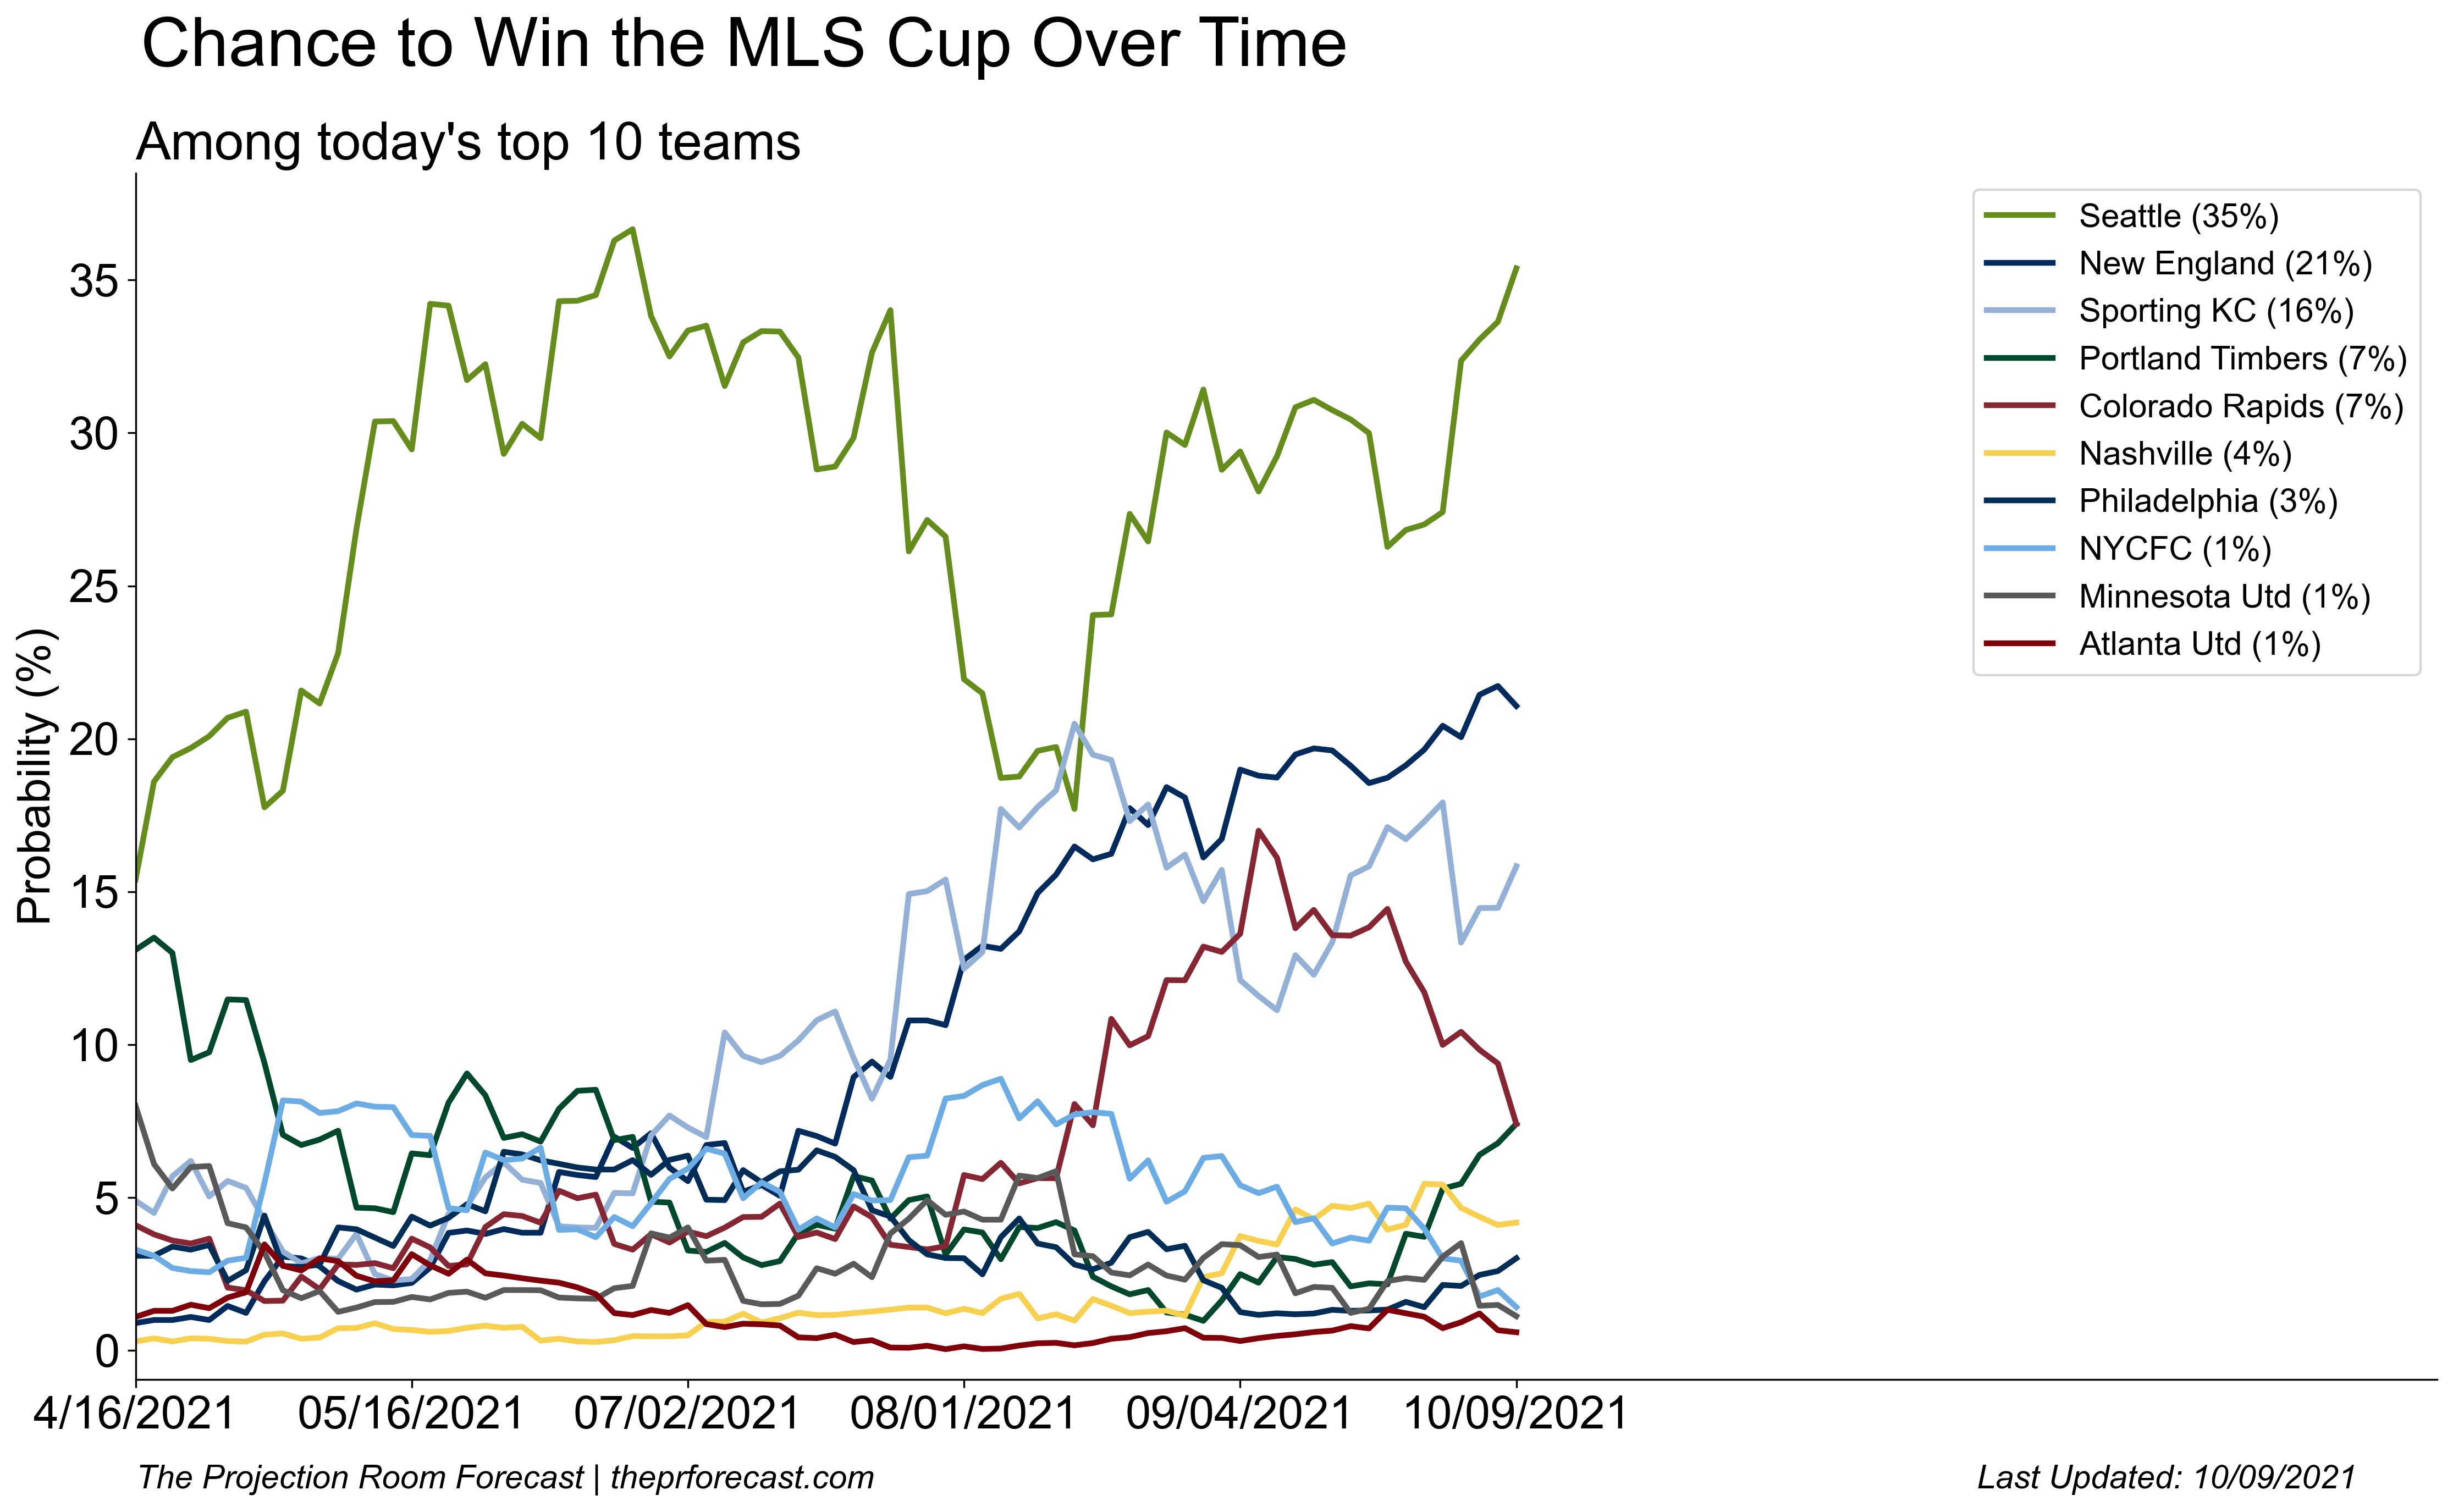 Chance to Win the MLS Cup Over Time
Among today's top 10 teams
Probability (%)
35
30
25
20
15
10
5
0
4/16/2021
05/16/2021
07/02/2021
08/01/2021
09/04/2021
10/09/2021
Seattle (35%)
New England (21%)
Sporting KC (16%)
Portland Timbers (7%)
Colorado Rapids (7%)
Nashville (4%)
Philadelphia (3%)
NYCFC (1%)
Minnesota Utd (1%)
Atlanta Utd (1%)
The Projection Room Forecast | theprforecast.com
Last Updated: 10/09/2021